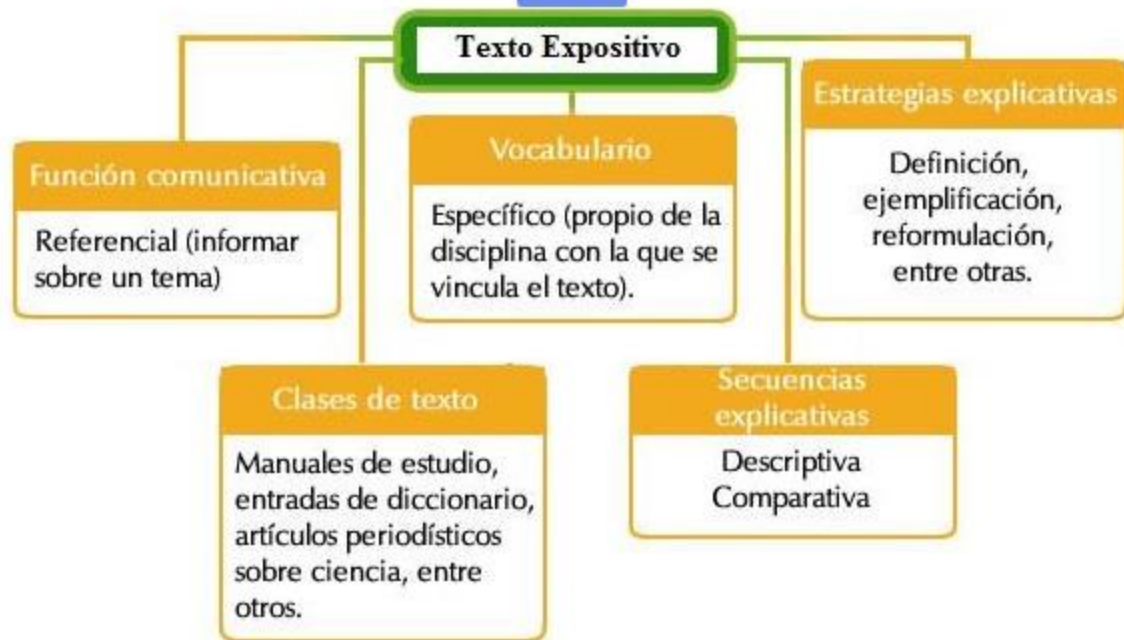 Texto Expositivo
Función comunicativa
Referencial (informar
sobre un tema)
Vocabulario
Específico (propio de la
disciplina con la que se
vincula el texto).
Estrategias explicativas
Definición,
ejemplificación,
reformulación,
entre otras.
Clases de texto
Manuales de estudio,
entradas de diccionario,
artículos periodísticos
sobre ciencia, entre
otros.
Secuencias
explicativas
Descriptiva
Comparativa